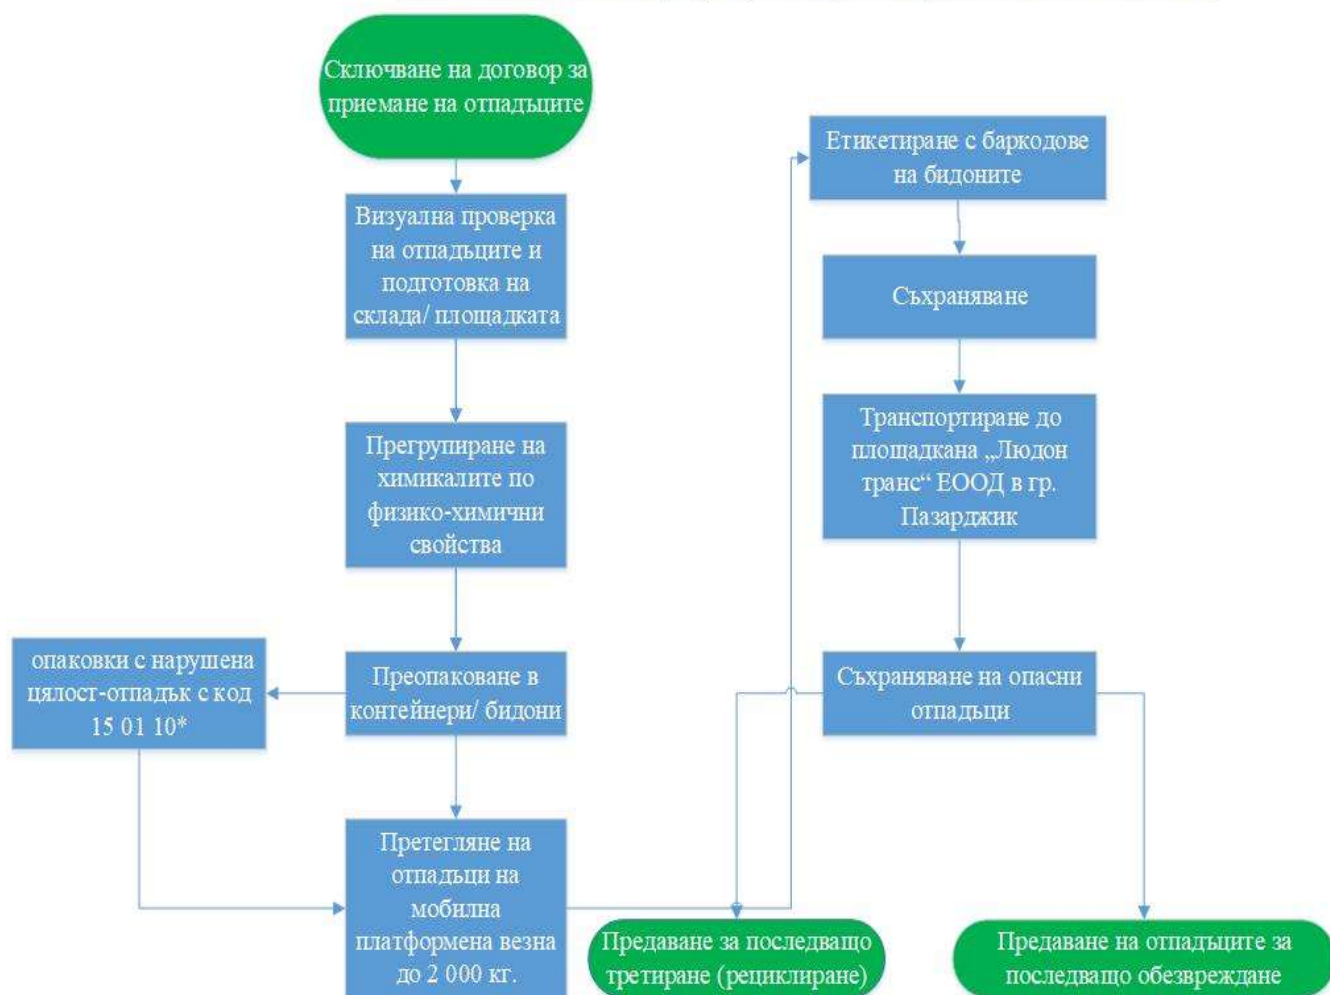 Сключване на договор за
приемане на отпадъците
Визуална проверка
на отпадъците и
подготовка на
склада/ площадката
Прегрупиране на
химикалите по
физико-химични
свойства
Преопаковане в
контейнери/ бидони
опаковки с нарушена
цялост-отпадък с код
15 01 10*
Претегляне на
отпадъци на
мобилна
платформена везна
до 2 000 кг.
Етикетиране с баркодове
на бидоните
Съхраняване
Транспортиране до
площадкана „Людон
транс“ ЕООД в гр.
Пазарджик
Съхраняване на опасни
отпадъци
Предаване за последващо
третиране (рециклиране)
Предаване на отпадъците за
последващо обезвреждане